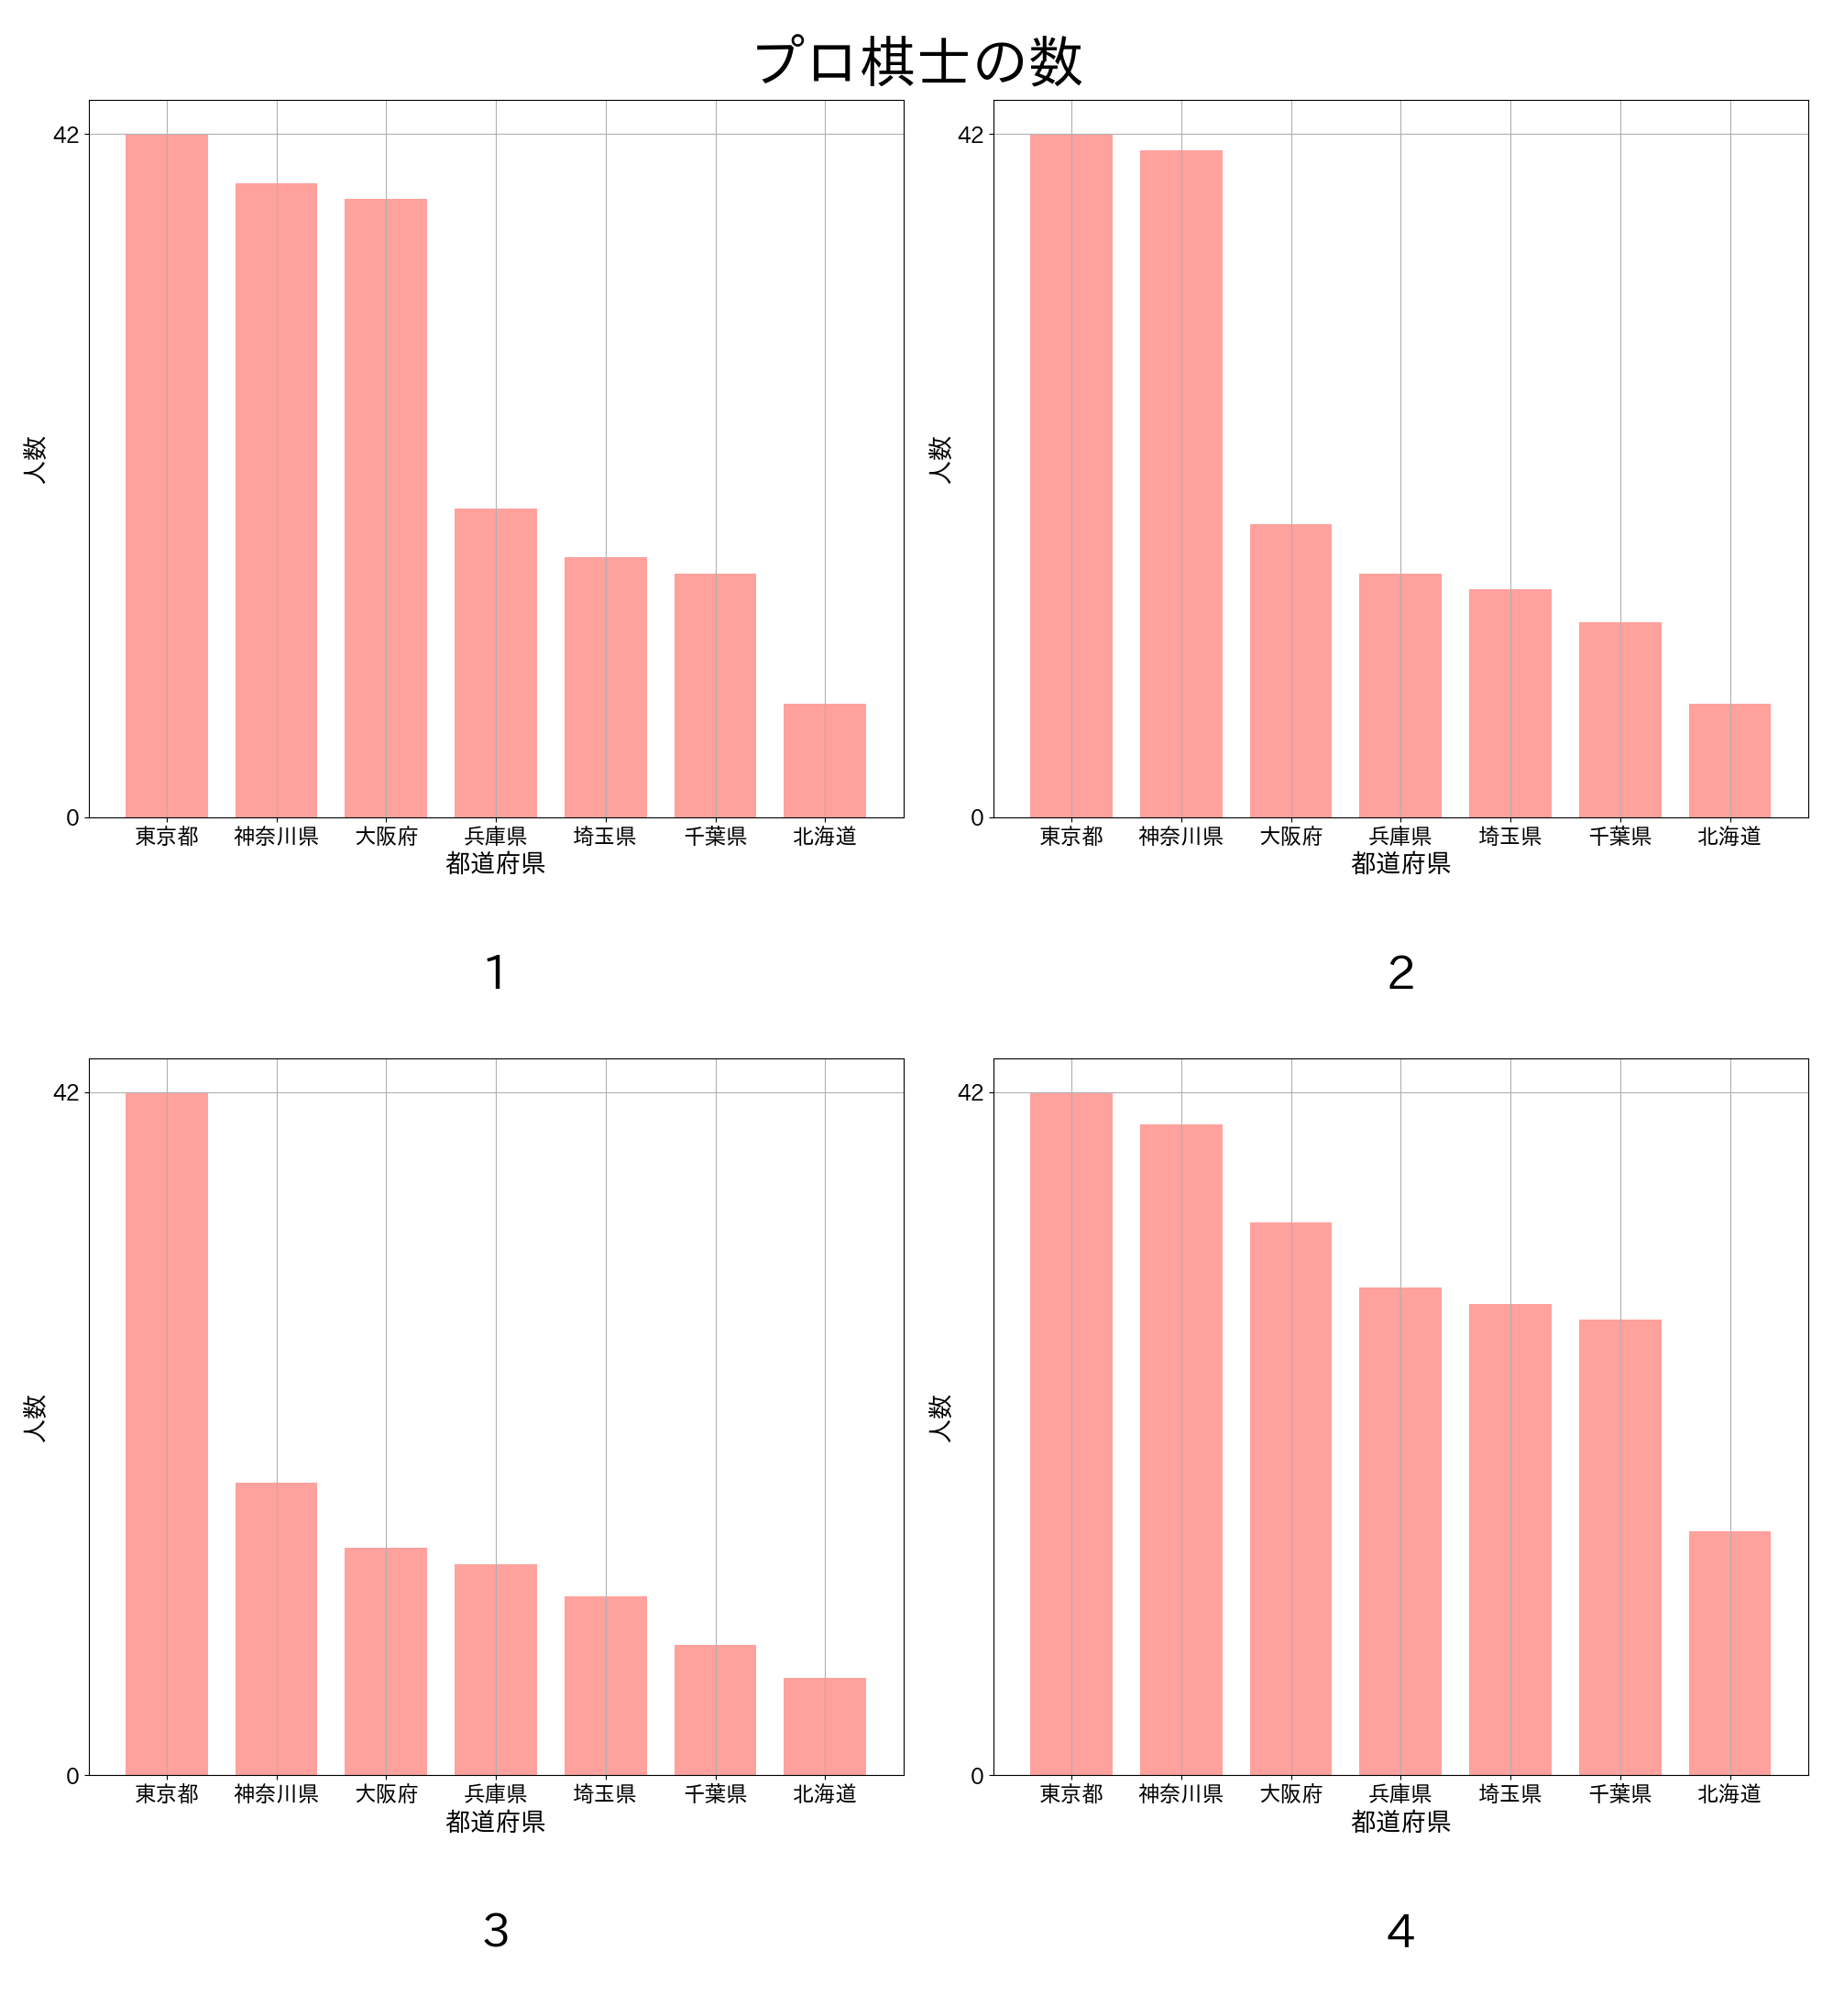 プロ棋士の数
42
0
人数
東京都 神奈川県 大阪府 兵庫県 埼玉県 千葉県 北海道
都道府県
1
42
0
人数
東京都 神奈川県 大阪府 兵庫県 埼玉県 千葉県 北海道
都道府県
2
42
0
人数
東京都 神奈川県 大阪府 兵庫県 埼玉県 千葉県 北海道
都道府県
3
42
0
人数
東京都 神奈川県 大阪府 兵庫県 埼玉県 千葉県 北海道
都道府県
4